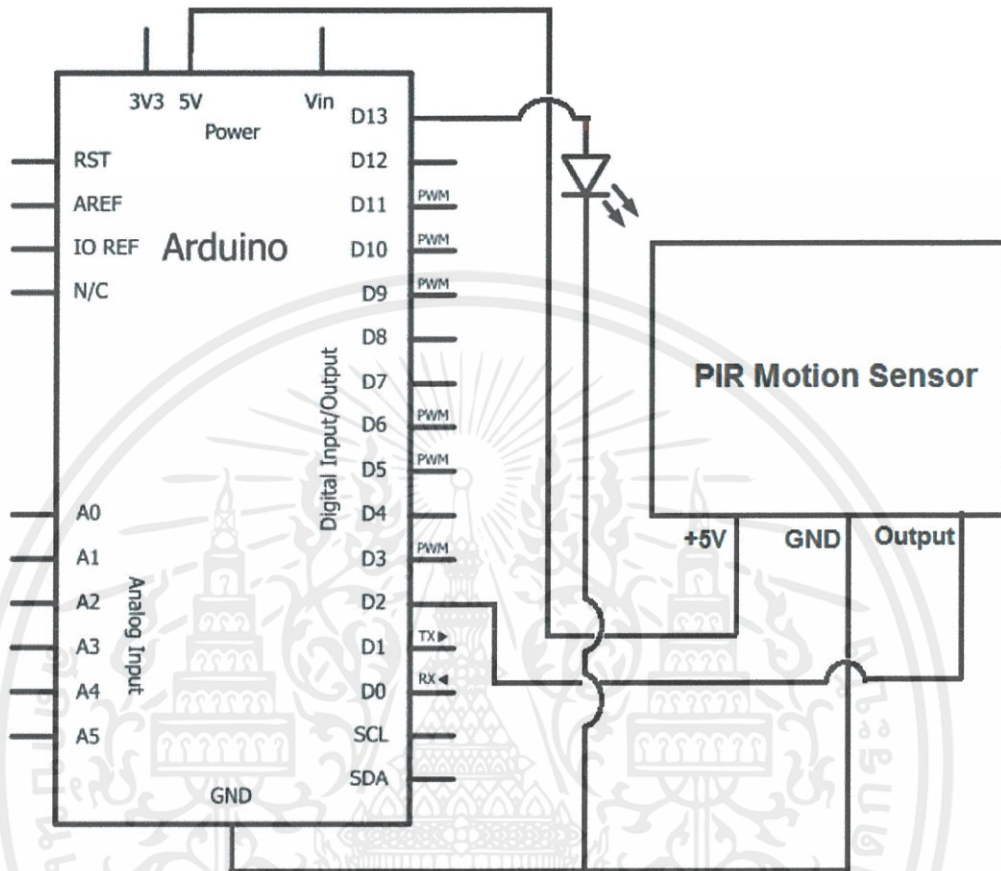 3V3 5V Vin
Power
RST
AREF
IO REF
N/C
Arduino
A0
A1
A2
A3
A4
A5
Analog Input
GND
D13
D12
D11 PWM
D10 PWM
D9 PWM
D8
D7
D6 PWM
D5 PWM
D4
D3 PWM
D2
D1 TX▶
D0 RX◀
SCL
SDA
Digital Input/Output
PIR Motion Sensor
+5V GND Output